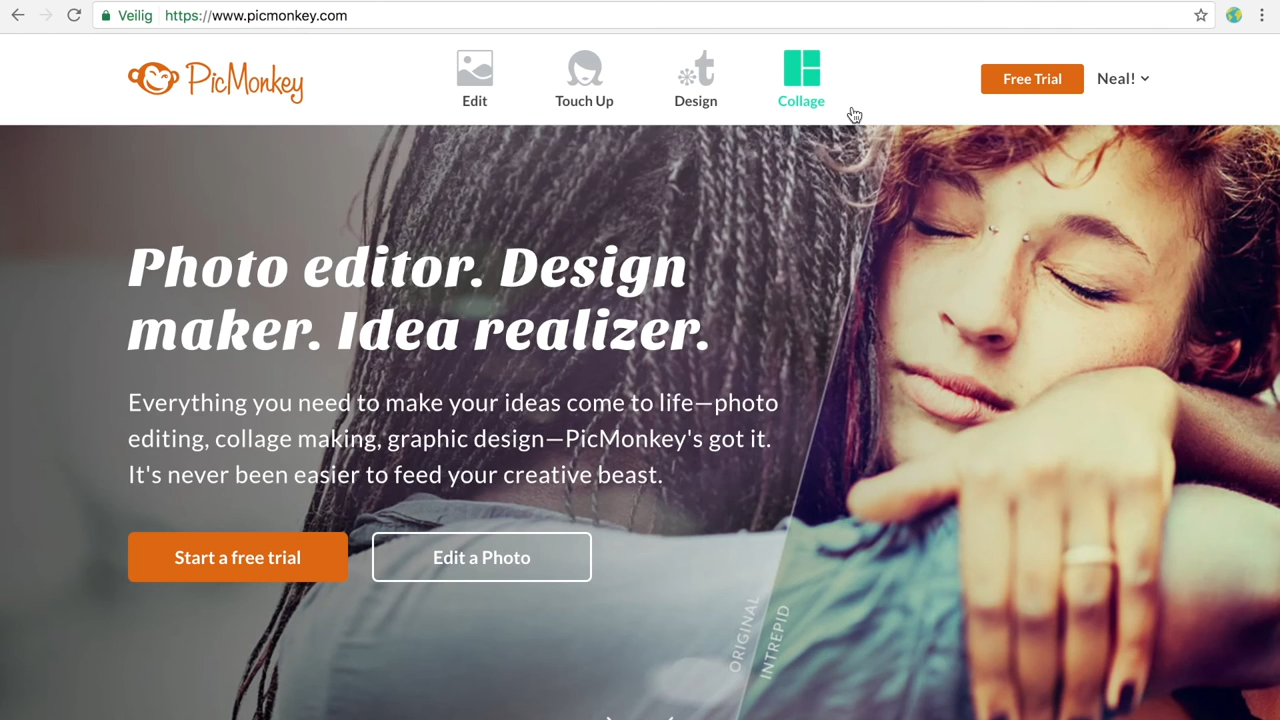 Veilig https://www.picmonkey.com
PicMonkey
Edit
Touch Up
Design
Collage
Free Trial
Neal!
Photo editor. Design
maker. Idea realizer.
Everything you need to make your ideas come to life—photo
editing, collage making, graphic design—PicMonkey's got it.
It's never been easier to feed your creative beast.
Start a free trial
Edit a Photo
ORIGINAL
INTREPID